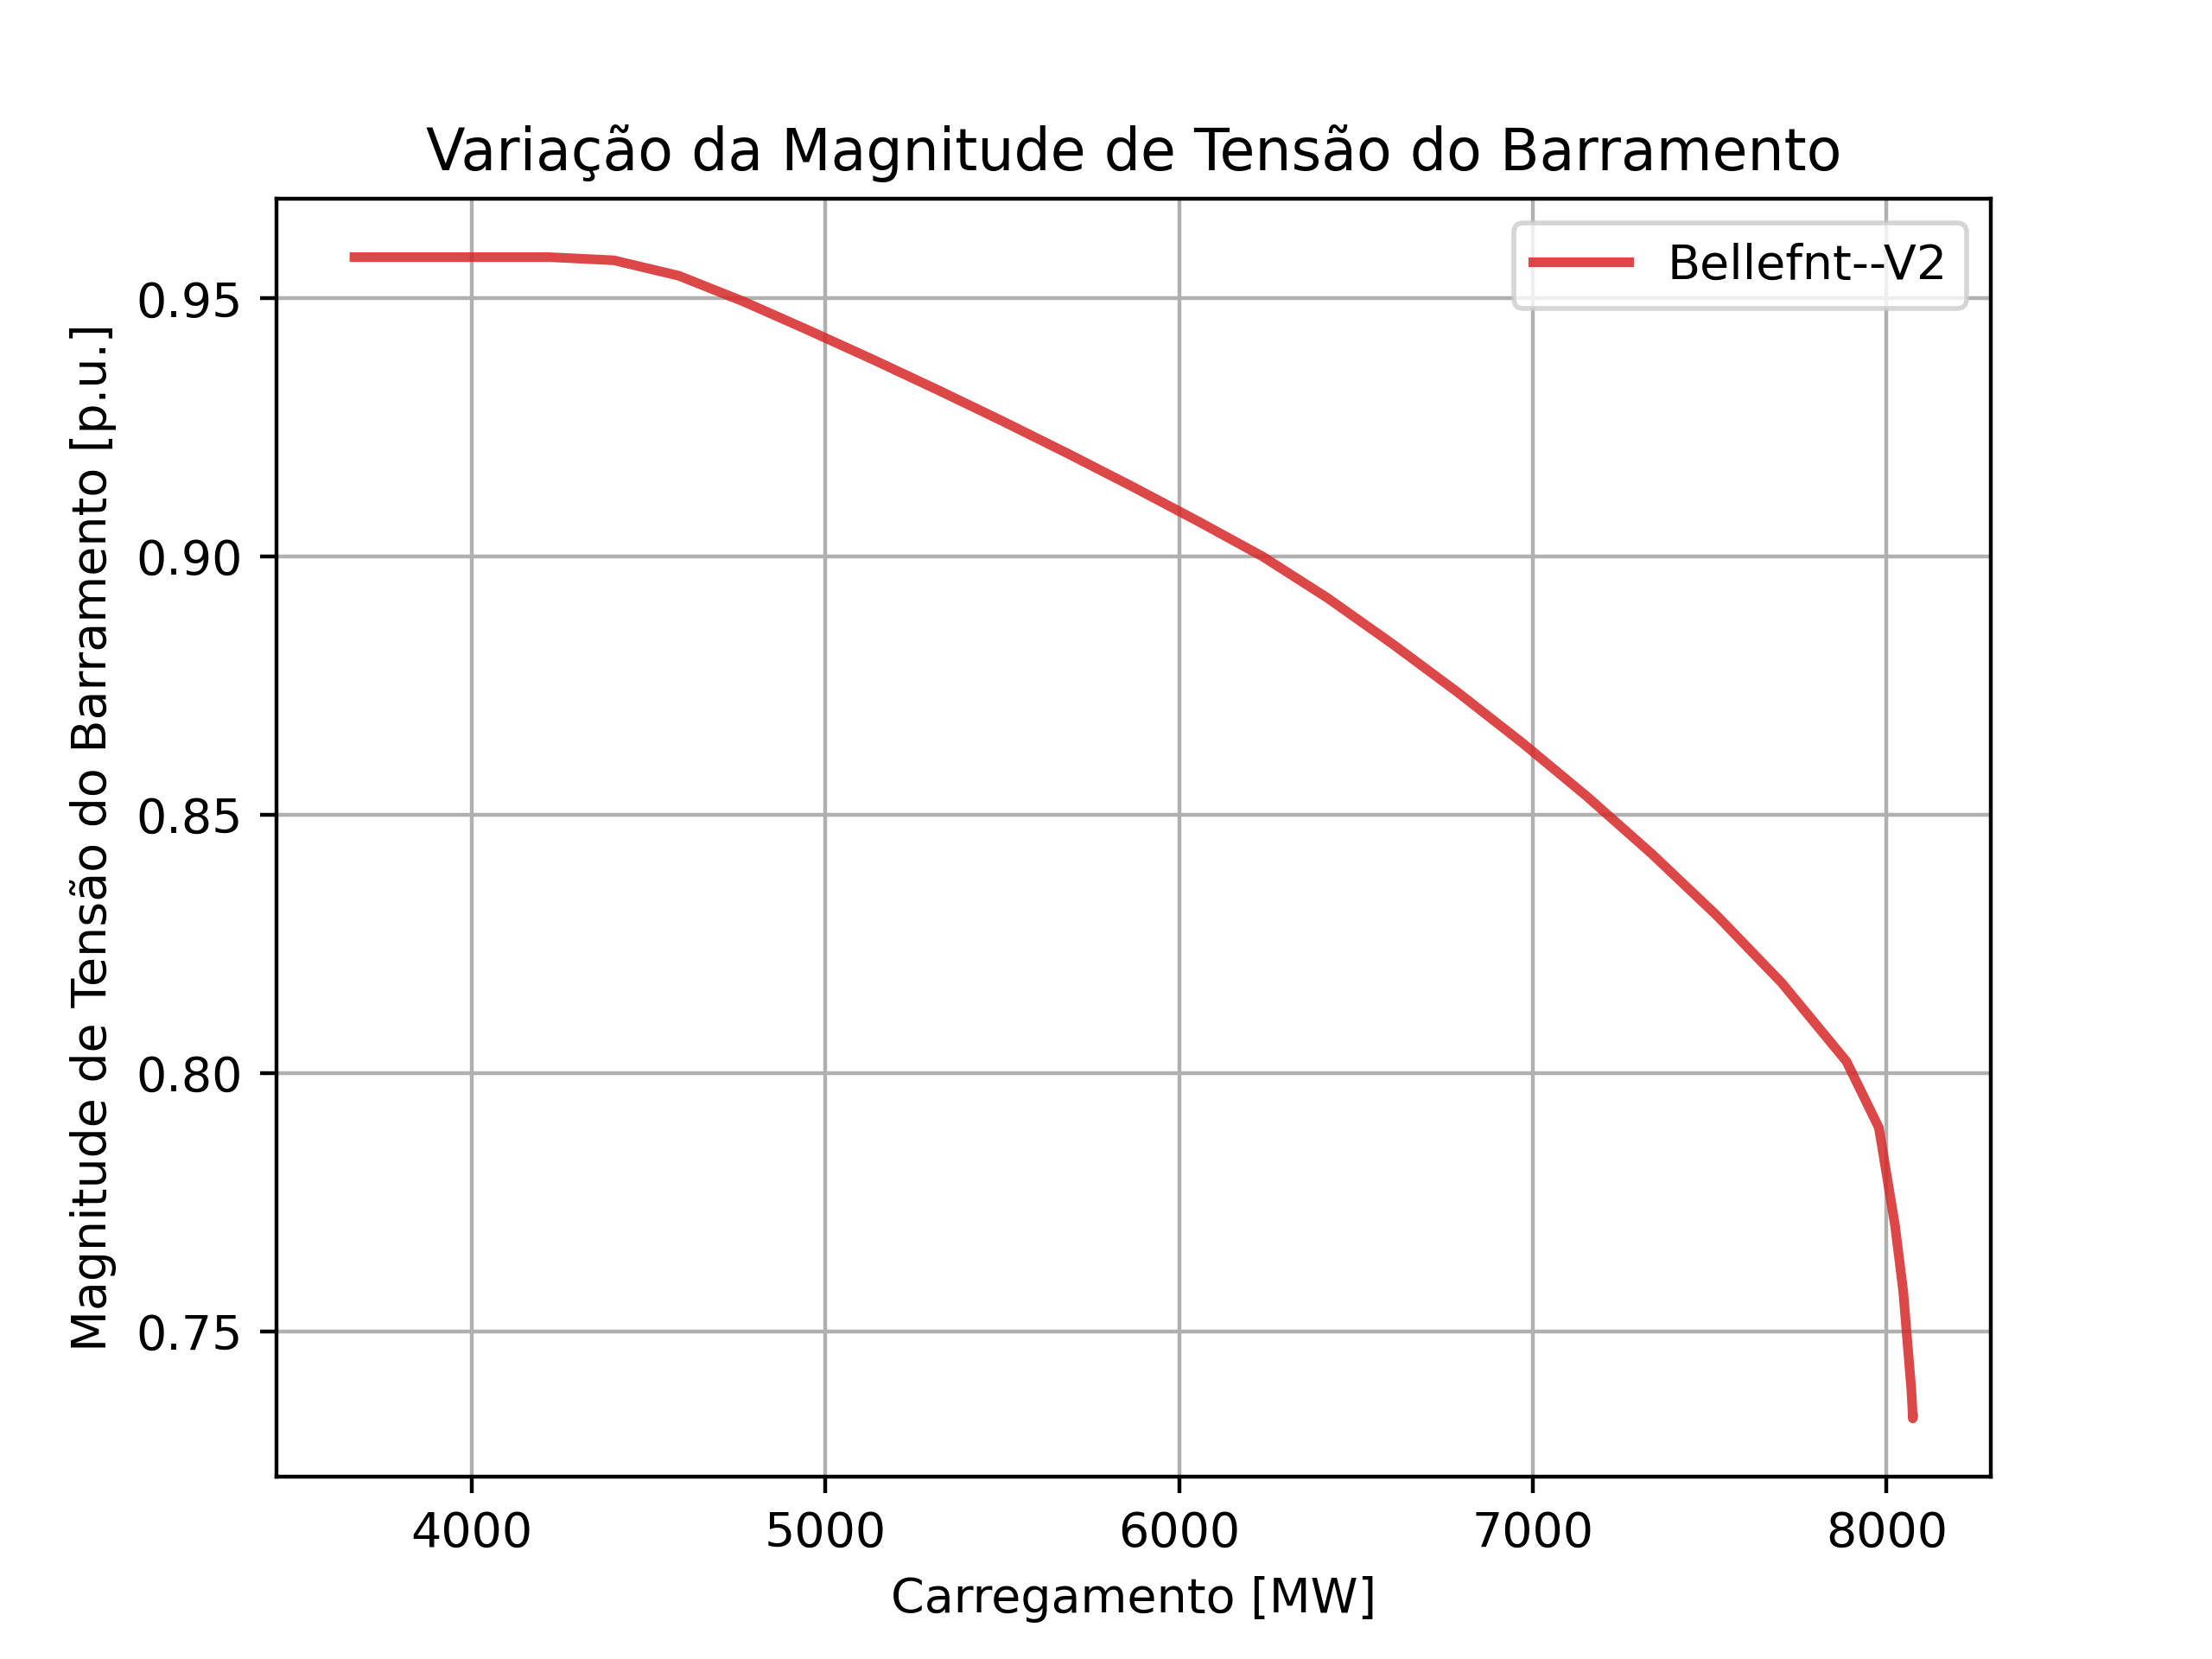 Variação da Magnitude de Tensão do Barramento
Bellefnt--V2
Magnitude de Tensão do Barramento [p.u.]
0.95
0.90
0.85
0.80
0.75
4000 5000 6000 7000 8000
Carregamento [MW]